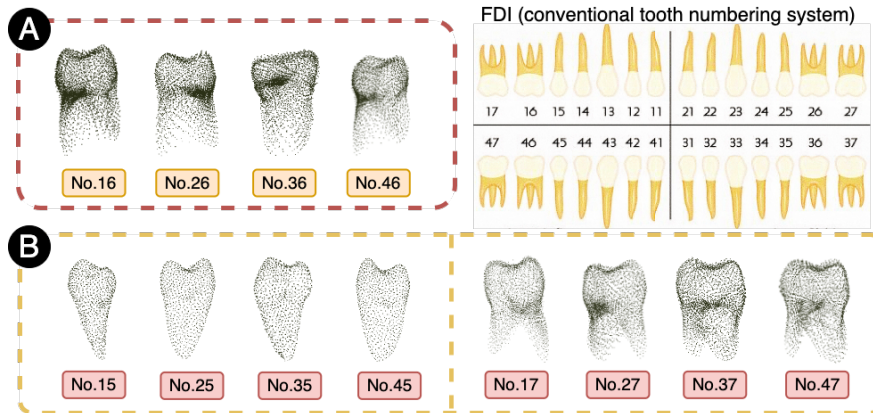 A
FDI (conventional tooth numbering system)
No.16 No.26 No.36 No.46
17 16 15 14 13 12 11 21 22 23 24 25 26 27
47 46 45 44 43 42 41 31 32 33 34 35 36 37
B
No.15 No.25 No.35 No.45 No.17 No.27 No.37 No.47